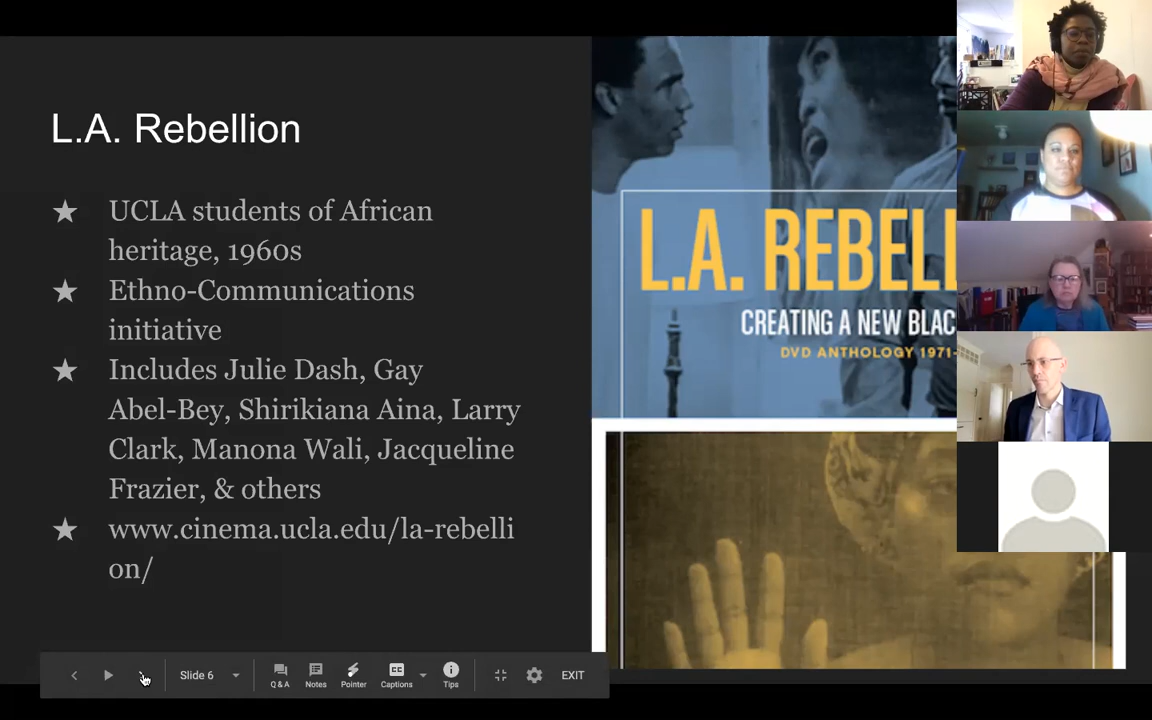 L.A. Rebellion
★ UCLA students of African
heritage, 1960s
★ Ethno-Communications
initiative
★ Includes Julie Dash, Gay
Abel-Bey, Shirikiana Aina, Larry
Clark, Manona Wali, Jacqueline
Frazier, & others
★ www.cinema.ucla.edu/la-rebelli
on/
L.A. REBELL
CREATING A NEW BLAC
DVD ANTHOLOGY 1971-
Slide 6
Q & A
Notes
Pointer
Captions
Tips
EXIT